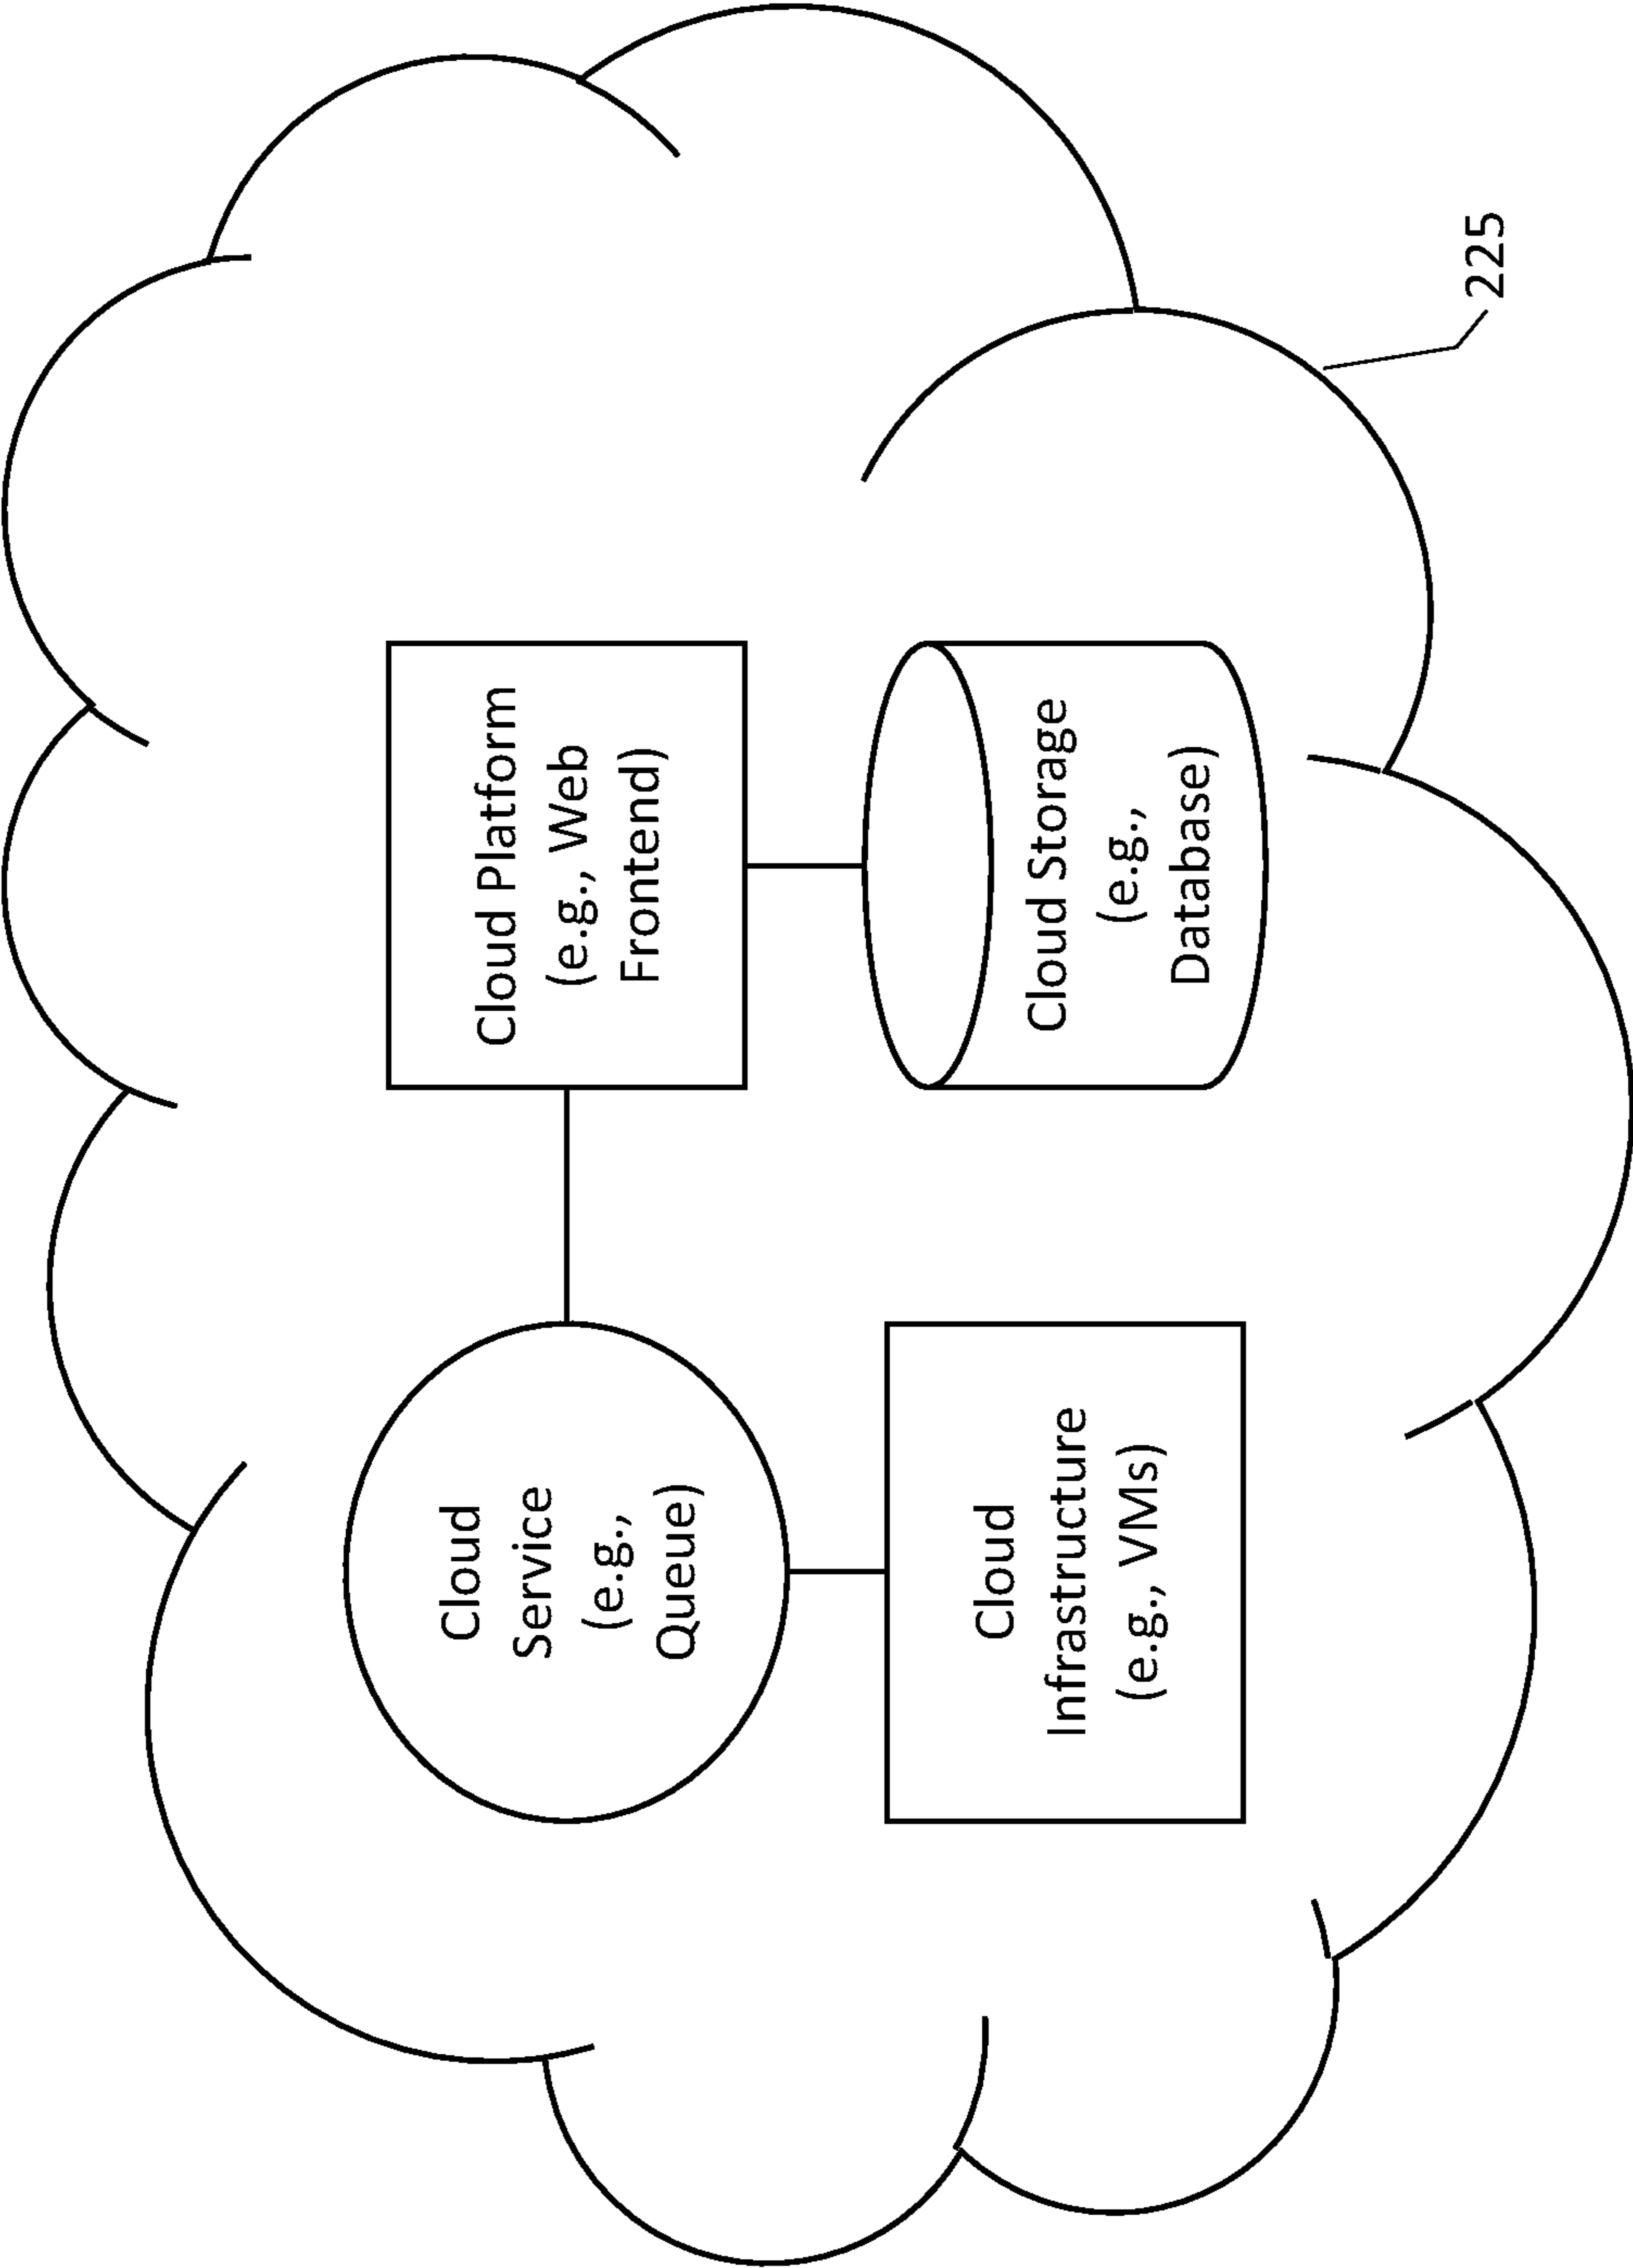 Cloud
Service
(e.g.,
Queue)
Cloud Platform
(e.g., Web
Frontend)
Cloud
Infrastructure
(e.g., VMs)
Cloud Storage
(e.g.,
Database)
225